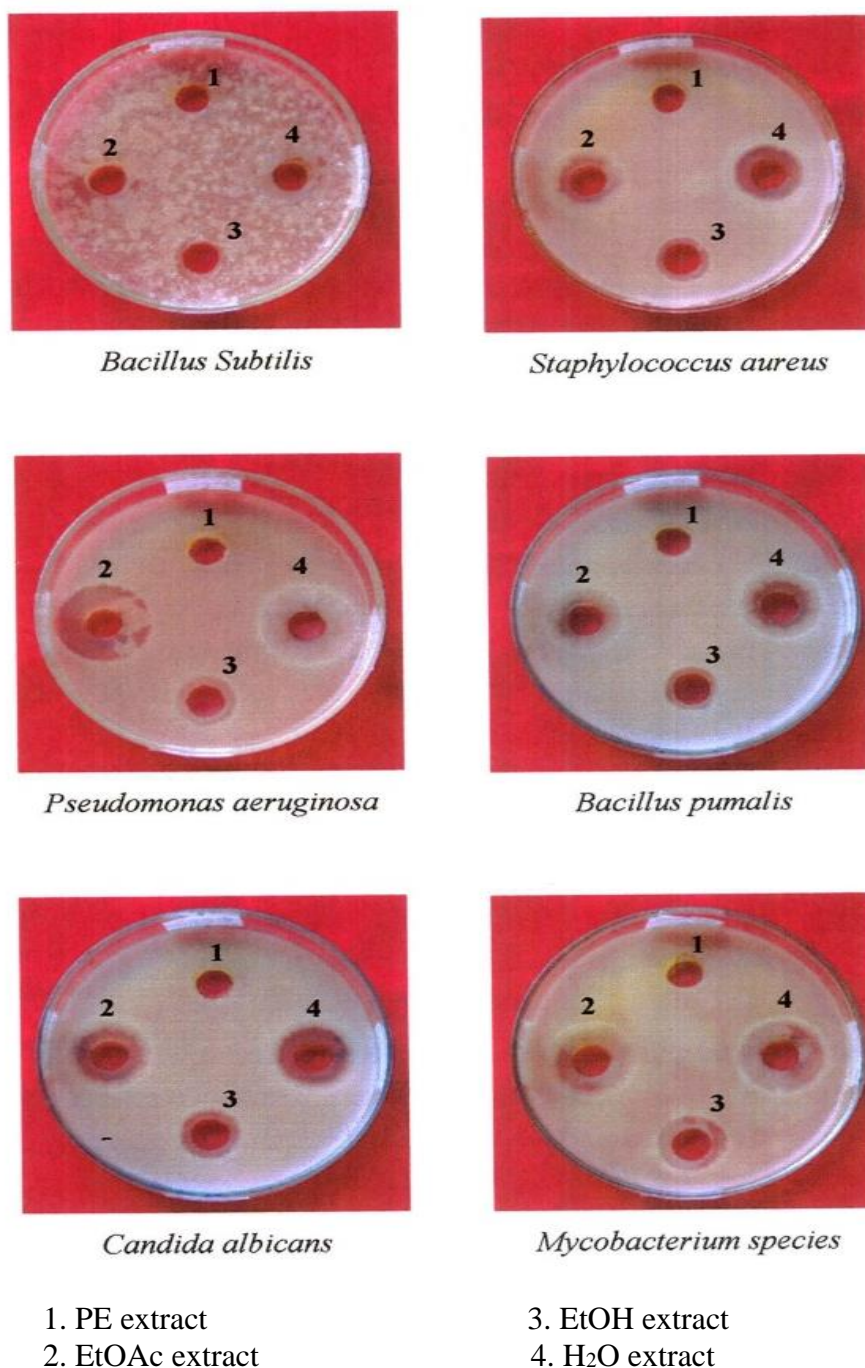 1
2
4
3
Bacillus Subtilis
1
2
4
3
Staphylococcus aureus
1
2
4
3
Pseudomonas aeruginosa
1
2
4
3
Bacillus pumalis
1
2
4
3
-
Candida albicans
1
2
4
3
Mycobacterium species
1. PE extract
2. EtOAc extract
3. EtOH extract
4. H₂O extract